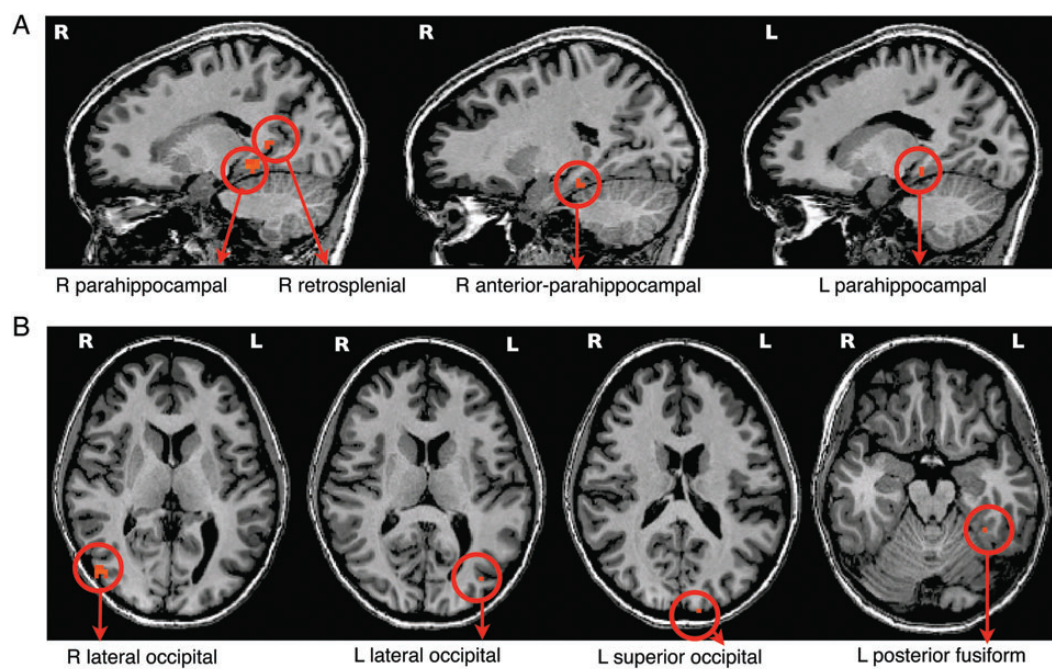 A
R
R
L
R parahippocampal
R retrosplenial
R anterior-parahippocampal
L parahippocampal
B
R L
R L
R L
R L
R lateral occipital
L lateral occipital
L superior occipital
L posterior fusiform